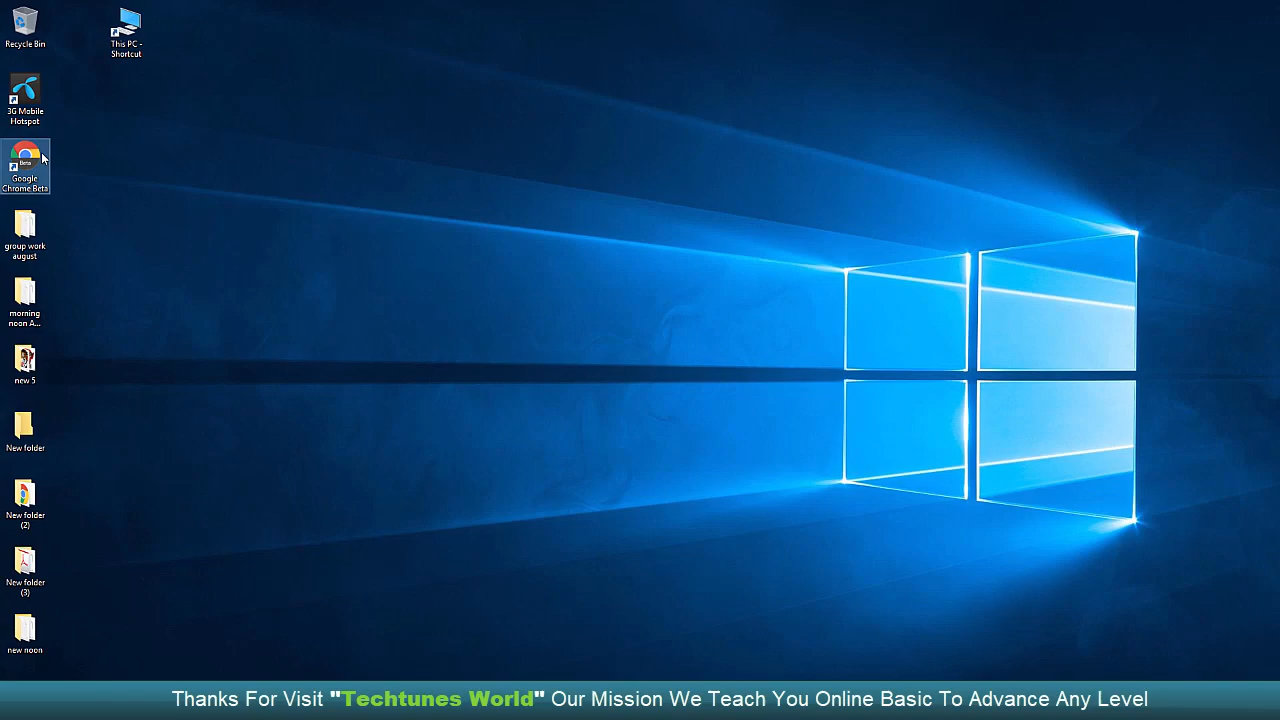 Recycle Bin
This PC -
Shortcut
3G Mobile
Hotspot
Beta
Google
Chrome Beta
group work
august
morning
noon A...
new 5
New folder
New folder
(2)
New folder
(3)
new noon
Thanks For Visit "Techtunes World" Our Mission We Teach You Online Basic To Advance Any Level